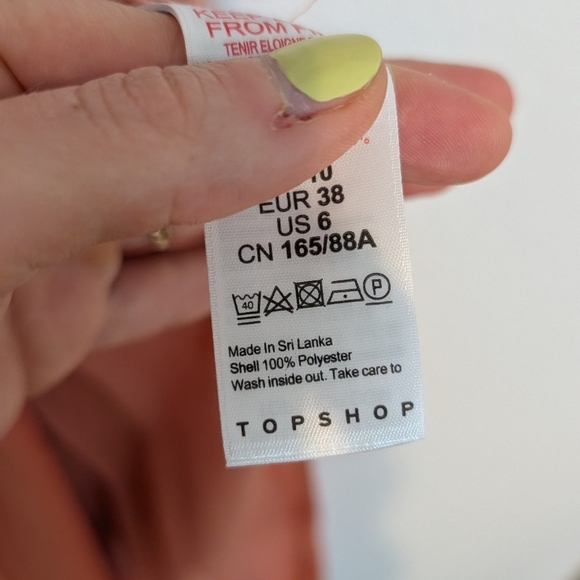 FROM
TENIR
10
EUR 38
US 6
CN 165/88A
40
P
Made In Sri Lanka
Shell 100% Polyester
Wash inside out. Take care to
TOPSHOP